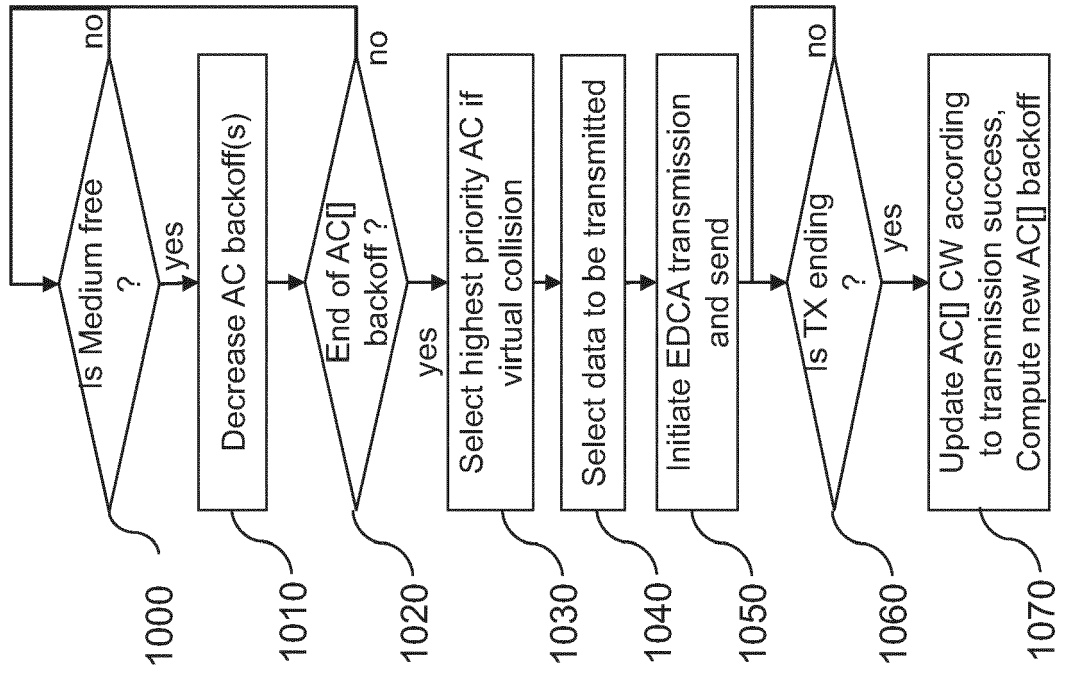 Is Medium free
?
no
yes
1000
Decrease AC backoff(s)
1010
End of AC[]
backoff ?
no
yes
1020
Select highest priority AC if
virtual collision
1030
Select data to be transmitted
1040
Initiate EDCA transmission
and send
1050
Is TX ending
?
no
yes
1060
Update AC[] CW according
to transmission success,
Compute new AC[] backoff
1070